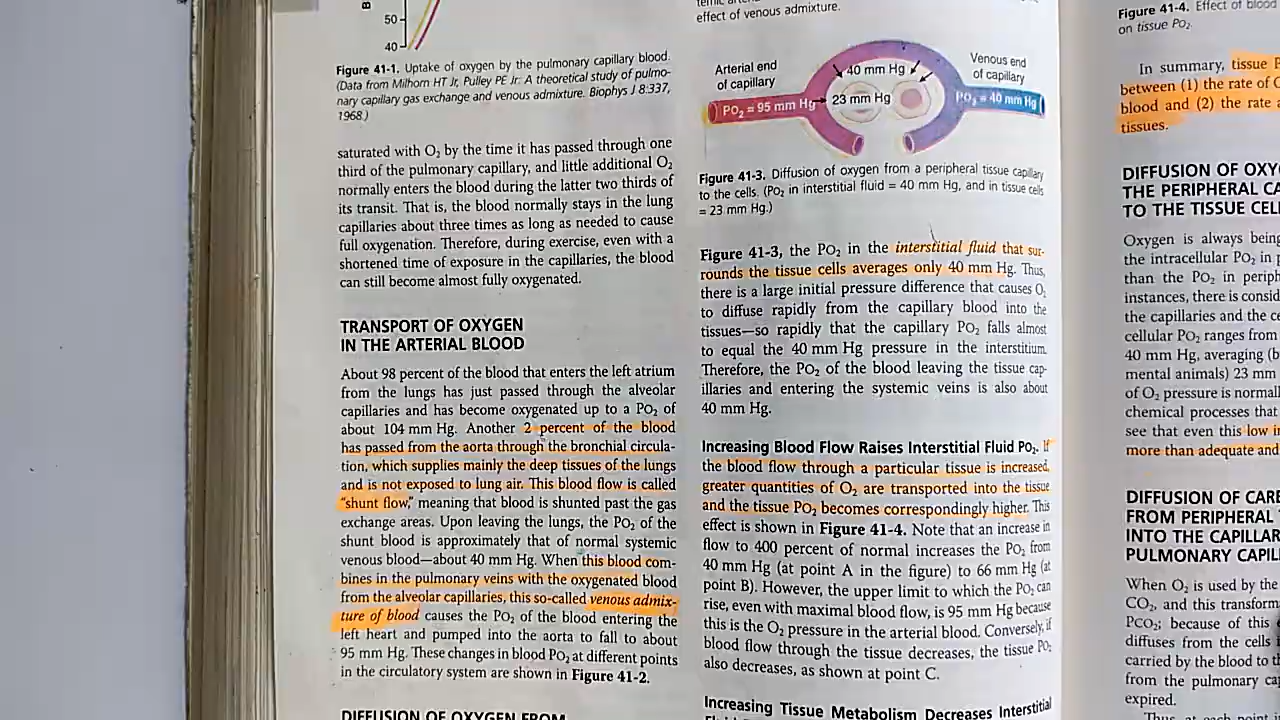 50
40
Figure 41-1. Uptake of oxygen by the pulmonary capillary blood.
(Data from Milhorn HT Jr, Pulley PE Jr: A theoretical study of pulmo-
nary capillary gas exchange and venous admixture. Biophys J 8:337,
1968.)
saturated with O₂ by the time it has passed through one
third of the pulmonary capillary, and little additional O₂
normally enters the blood during the latter two thirds of
its transit. That is, the blood normally stays in the lung
capillaries about three times as long as needed to cause
full oxygenation. Therefore, during exercise, even with a
shortened time of exposure in the capillaries, the blood
can still become almost fully oxygenated.
TRANSPORT OF OXYGEN
IN THE ARTERIAL BLOOD
About 98 percent of the blood that enters the left atrium
from the lungs has just passed through the alveolar
capillaries and has become oxygenated up to a PO₂ of
about 104 mm Hg. Another 2 percent of the blood
has passed from the aorta through the bronchial circula-
tion, which supplies mainly the deep tissues of the lungs
and is not exposed to lung air. This blood flow is called
"shunt flow," meaning that blood is shunted past the gas
exchange areas. Upon leaving the lungs, the PO₂ of the
shunt blood is approximately that of normal systemic
venous blood—about 40 mm Hg. When this blood com-
bines in the pulmonary veins with the oxygenated blood
from the alveolar capillaries, this so-called venous admix-
ture of blood causes the PO₂ of the blood entering the
left heart and pumped into the aorta to fall to about
95 mm Hg. These changes in blood PO₂ at different points
in the circulatory system are shown in Figure 41-2.
DIFFUSION OF OXYGEN FROM
effect of venous admixture.
Arterial end
of capillary
Venous end
of capillary
40 mm Hg
PO₂ = 95 mm Hg
23 mm Hg
PO₂ = 40 mm Hg
Figure 41-3. Diffusion of oxygen from a peripheral tissue capillary
to the cells. (PO₂ in interstitial fluid = 40 mm Hg, and in tissue cells
= 23 mm Hg.)
Figure 41-3, the PO₂ in the interstitial fluid that sur-
rounds the tissue cells averages only 40 mm Hg. Thus,
there is a large initial pressure difference that causes O₂
to diffuse rapidly from the capillary blood into the
tissues—so rapidly that the capillary PO₂ falls almost
to equal the 40 mm Hg pressure in the interstitium.
Therefore, the PO₂ of the blood leaving the tissue cap-
illaries and entering the systemic veins is also about
40 mm Hg.
Increasing Blood Flow Raises Interstitial Fluid PO₂. If
the blood flow through a particular tissue is increased,
greater quantities of O₂ are transported into the tissue
and the tissue PO₂ becomes correspondingly higher. This
effect is shown in Figure 41-4. Note that an increase in
flow to 400 percent of normal increases the PO₂ from
40 mm Hg (at point A in the figure) to 66 mm Hg (at
point B). However, the upper limit to which the PO₂ can
rise, even with maximal blood flow, is 95 mm Hg because
this is the O₂ pressure in the arterial blood. Conversely, if
blood flow through the tissue decreases, the tissue PO₂
also decreases, as shown at point C.
Increasing Tissue Metabolism Decreases Interstitial
Figure 41-4. Effect of blood
on tissue PO₂.
In summary, tissue P
between (1) the rate of
blood and (2) the rate
tissues.
DIFFUSION OF OXY
THE PERIPHERAL CA
TO THE TISSUE CEL
Oxygen is always being
the intracellular PO₂ in p
than the PO₂ in periph
instances, there is consid
the capillaries and the ce
cellular PO₂ ranges from
40 mm Hg, averaging (b
mental animals) 23 mm
of O₂ pressure is normal
chemical processes that
see that even this low i
more than adequate and
DIFFUSION OF CAR
FROM PERIPHERAL
INTO THE CAPILLAR
PULMONARY CAPIL
When O₂ is used by the
CO₂, and this transform
PCO₂; because of this
diffuses from the cells
carried by the blood to th
from the pulmonary cap
expired.